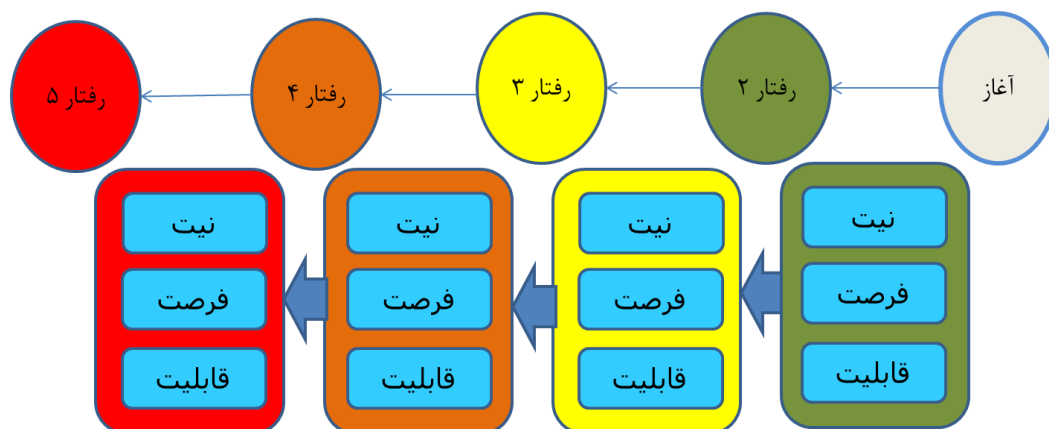 آغاز
رفتار ۲
رفتار ۳
رفتار ۴
رفتار ۵
نیت
فرصت
قابلیت
نیت
فرصت
قابلیت
نیت
فرصت
قابلیت
نیت
فرصت
قابلیت